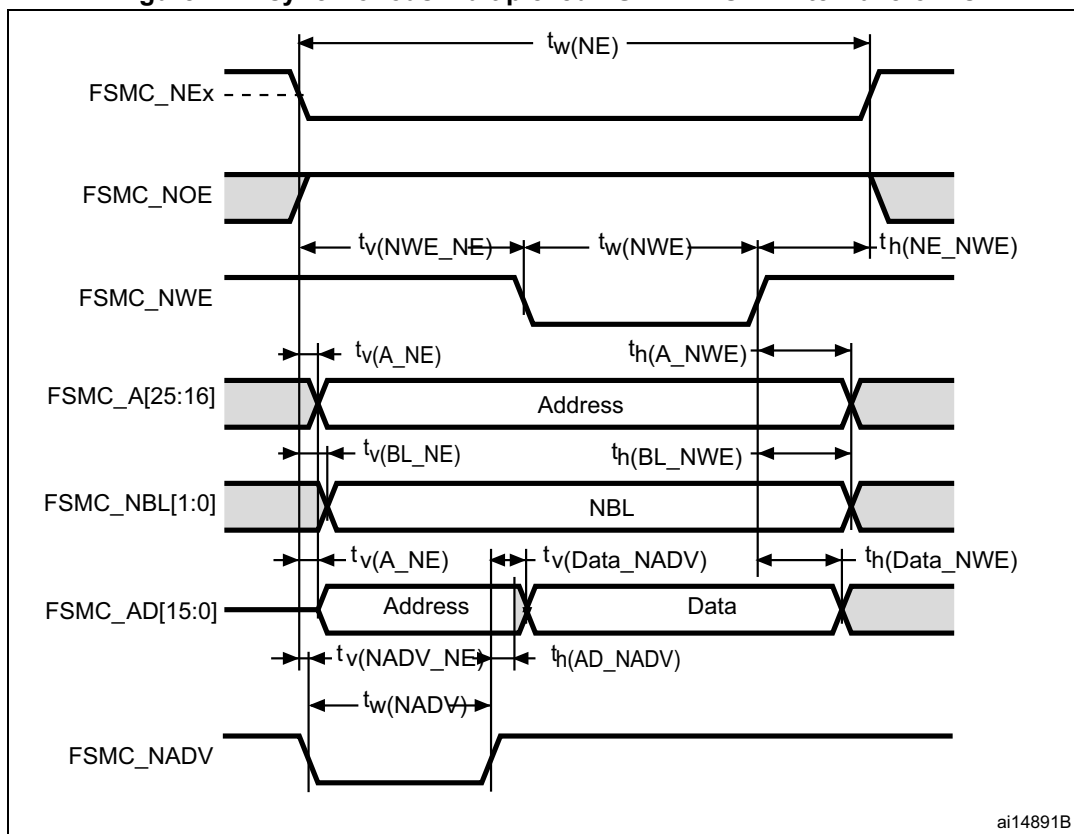 tw(NE)
FSMC_NEx
FSMC_NOE
tv(NWE_NE)
tw(NWE)
th(NE_NWE)
FSMC_NWE
tv(A_NE)
th(A_NWE)
FSMC_A[25:16]
Address
tv(BL_NE)
th(BL_NWE)
FSMC_NBL[1:0]
NBL
tv(A_NE)
tv(Data_NADV)
th(Data_NWE)
FSMC_AD[15:0]
Address
Data
tv(NADV_NE)
th(AD_NADV)
tw(NADV)
FSMC_NADV
ai14891B